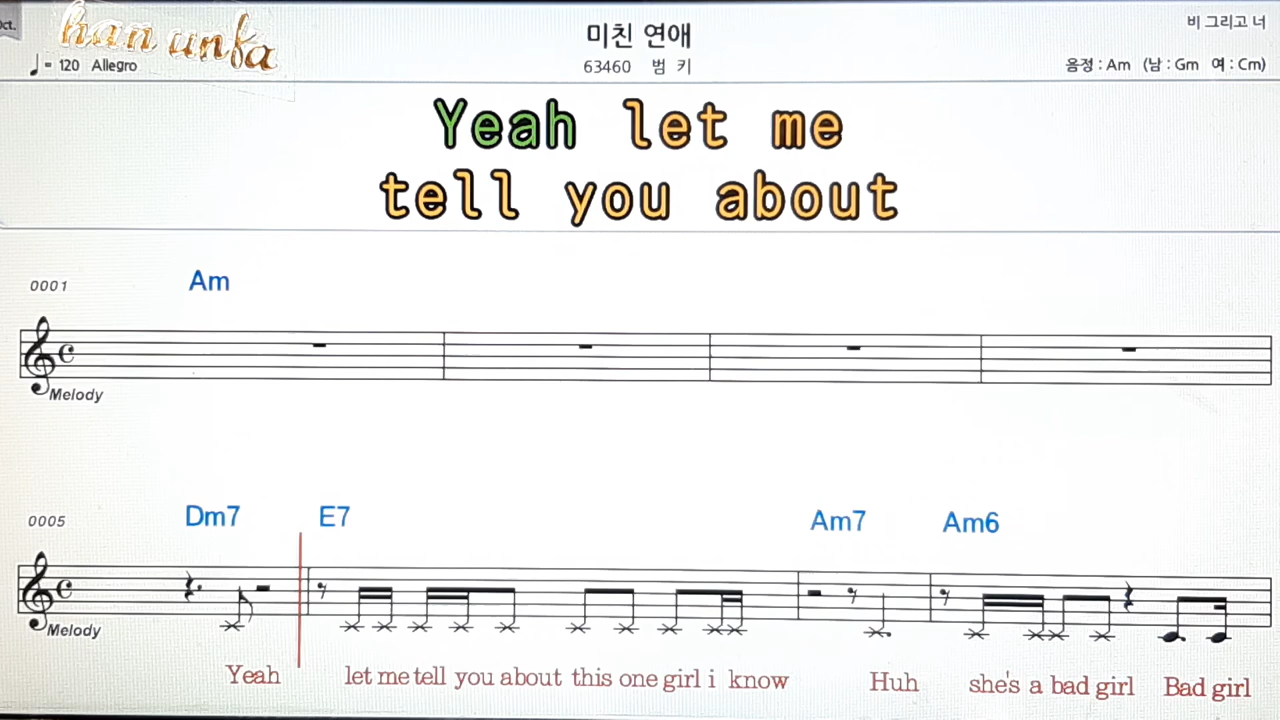 Oct.
han unfa
미친 연애
비 그리고 너
♩ = 120 Allegro
63460 범 키
음정 : Am (남 : Gm 여 : Cm)
Yeah let me
tell you about
0001 Am
Melody
0005 Dm7 E7 Am7 Am6
Melody
Yeah let me tell you about this one girl i know Huh she's a bad girl Bad girl